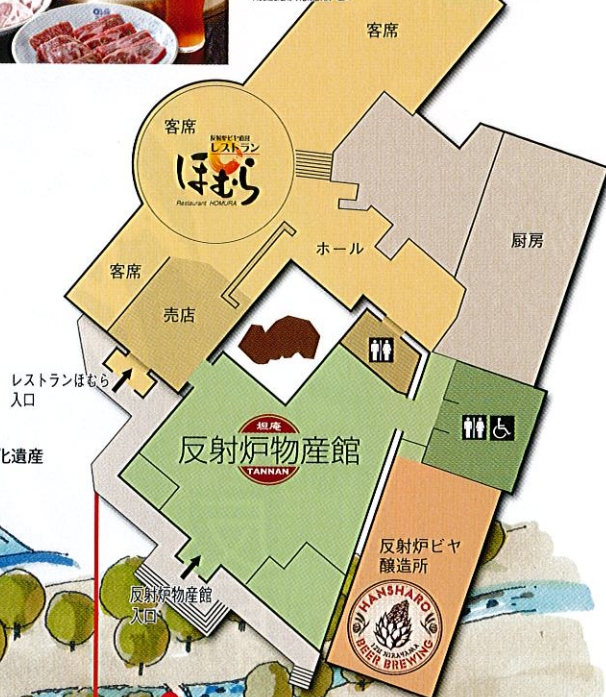 客席
客席
反射炉ビヤ直営
レストラン
ほむら
Restaurant HOMURA
ホール
厨房
客席
売店
レストランほむら
入口
化遺産
坦庵
反射炉物産館
TANNAN
反射炉ビヤ
醸造所
反射炉物産館
入口
HANSHARO
IZU NIRAYAMA
BEER BREWING